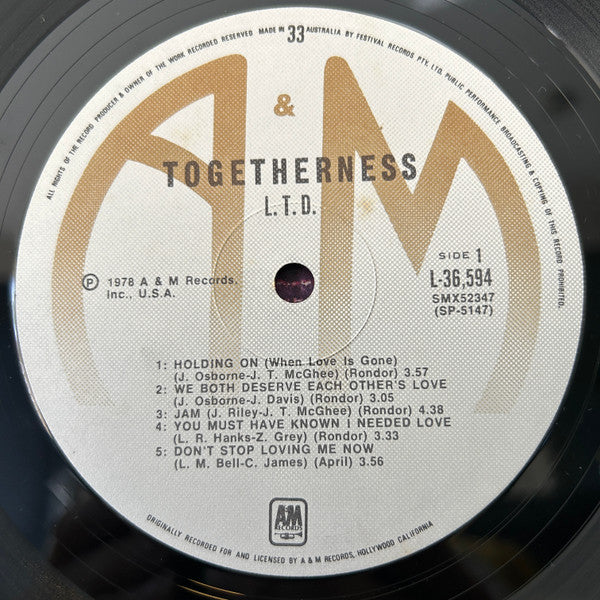 ALL RIGHTS OF THE RECORD PRODUCER & OWNER OF THE WORK RECORDED RESERVED. MADE IN AUSTRALIA BY FESTIVAL RECORDS PTY. LTD. PUBLIC PERFORMANCE BROADCASTING & COPYING OF THIS RECORD PROHIBITED.
33
A & M
TOGETHERNESS
L.T.D.
SIDE 1
L-36,594
SMX52347
(SP-5147)
Ⓟ 1978 A & M Records,
Inc., U.S.A.
1: HOLDING ON (When Love Is Gone)
(J. Osborne-J. T. McGhee) (Rondor) 3.57
2: WE BOTH DESERVE EACH OTHER'S LOVE
(J. Osborne-J. Davis) (Rondor) 3.05
3: JAM (J. Riley-J. T. McGhee) (Rondor) 4.38
4: YOU MUST HAVE KNOWN I NEEDED LOVE
(L. R. Hanks-Z. Grey) (Rondor) 3.33
5: DON'T STOP LOVING ME NOW
(L. M. Bell-C. James) (April) 3.56
A&M
RECORDS
ORIGINALLY RECORDED FOR AND LICENSED BY A & M RECORDS, HOLLYWOOD CALIFORNIA